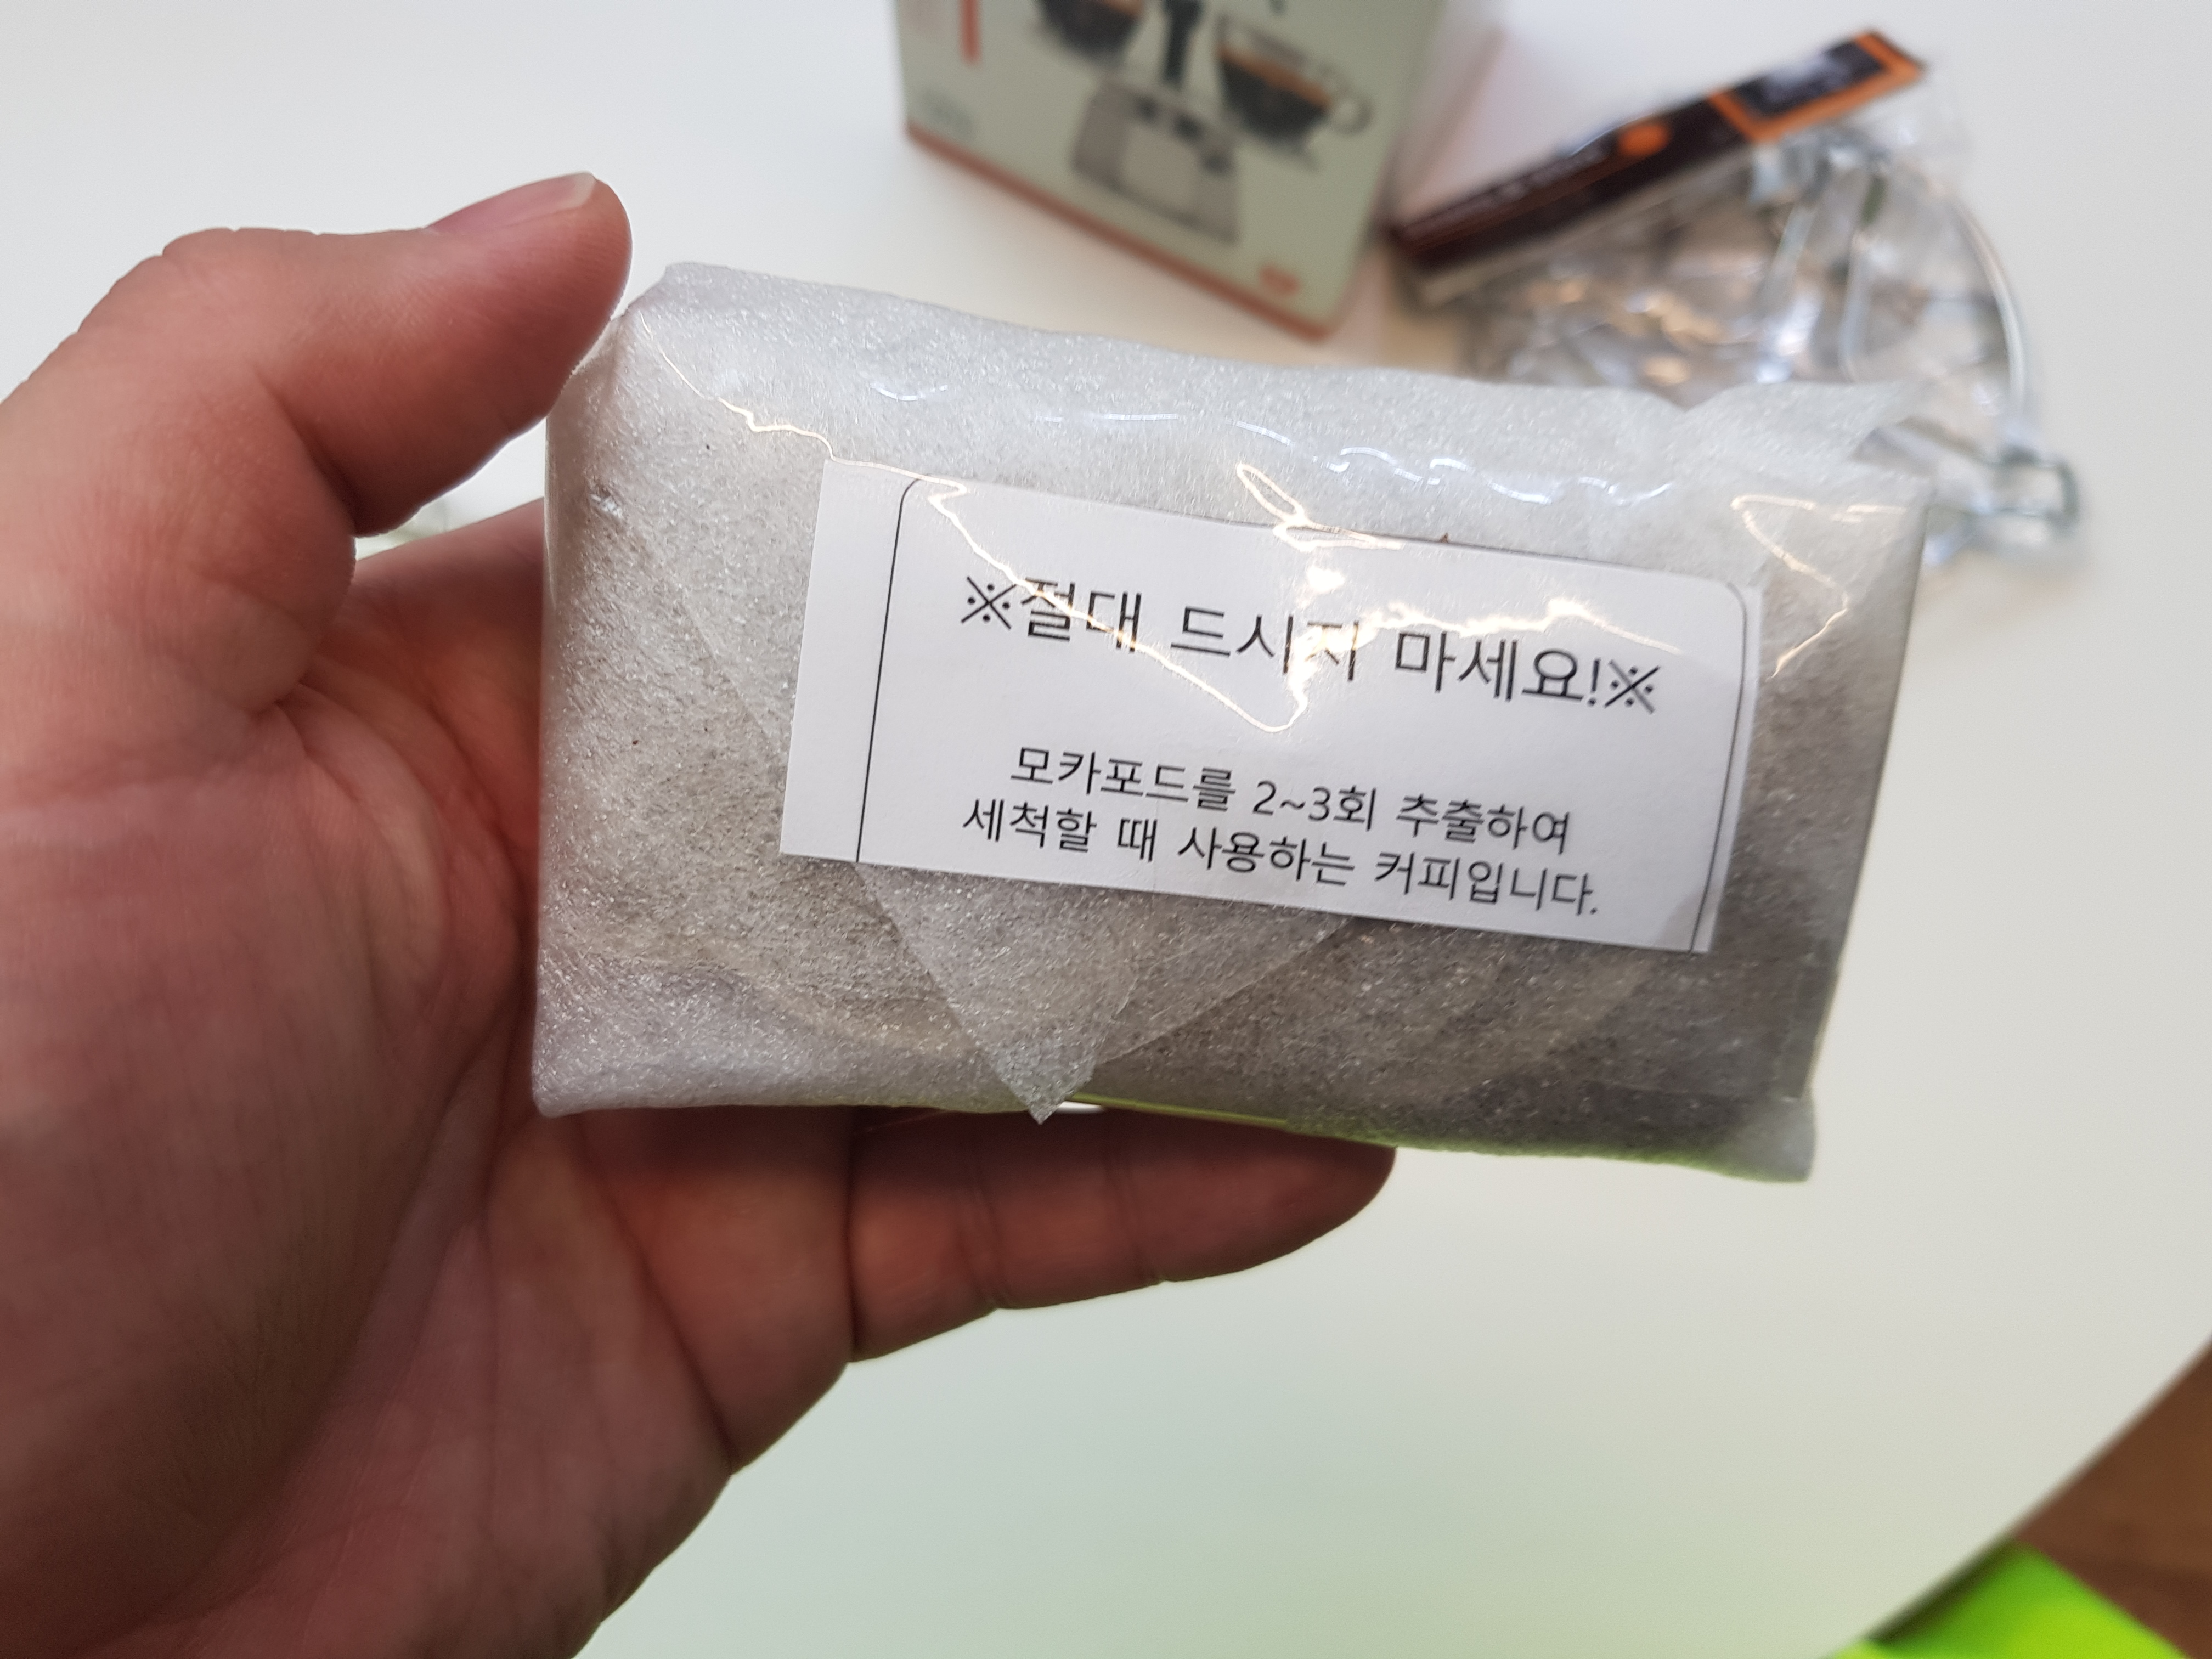 ※절대 드시지 마세요!※
모카포드를 2~3회 추출하여
세척할 때 사용하는 커피입니다.